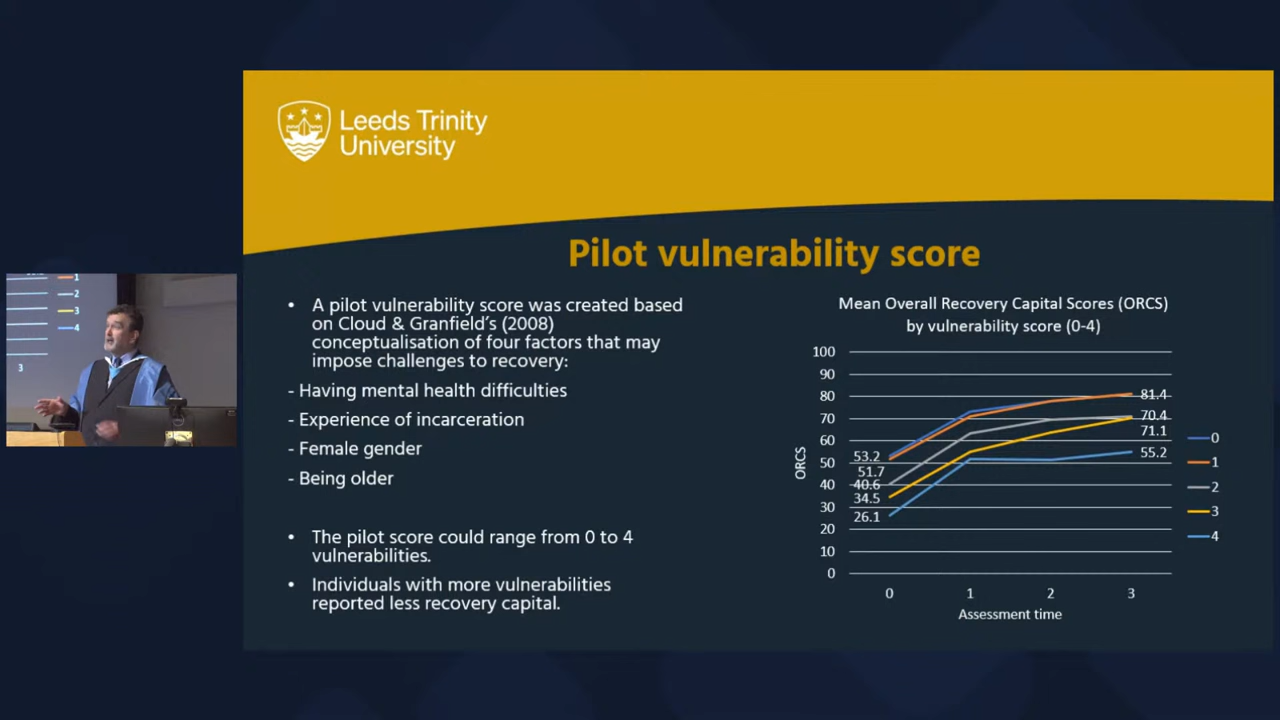 Leeds Trinity
University
Pilot vulnerability score
• A pilot vulnerability score was created based
on Cloud & Granfield's (2008)
conceptualisation of four factors that may
impose challenges to recovery:
- Having mental health difficulties
- Experience of incarceration
- Female gender
- Being older
• The pilot score could range from 0 to 4
vulnerabilities.
• Individuals with more vulnerabilities
reported less recovery capital.
Mean Overall Recovery Capital Scores (ORCS)
by vulnerability score (0-4)
100
90
80
70
60
50
40
30
20
10
0
ORCS
53.2
51.7
40.6
34.5
26.1
81.4
70.4
71.1
55.2
0
1
2
3
4
0 1 2 3
Assessment time
1
2
3
4
3